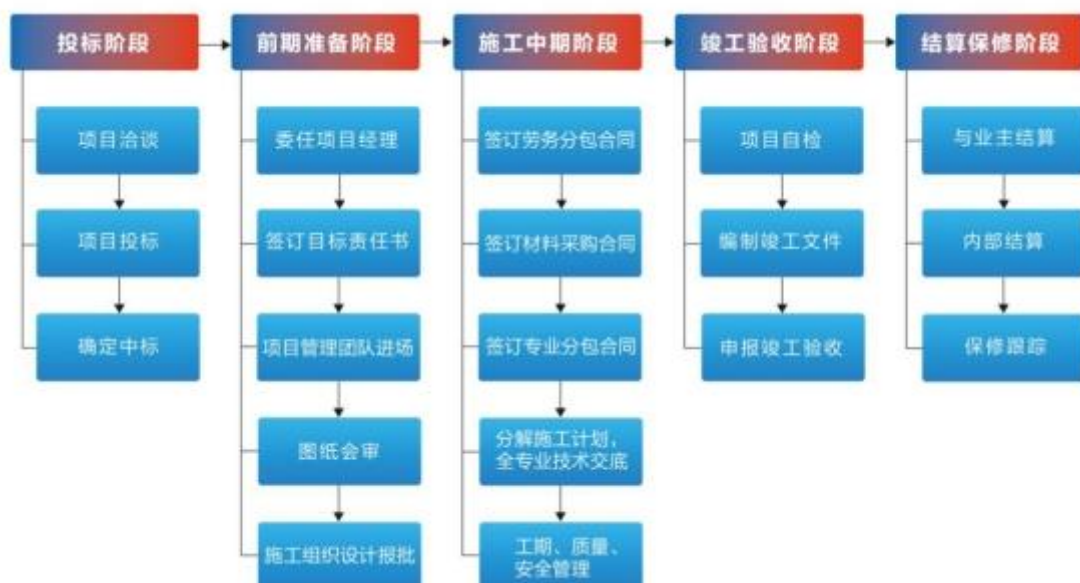 投标阶段
前期准备阶段
施工中期阶段
竣工验收阶段
结算保修阶段
项目洽谈
项目投标
确定中标
委任项目经理
签订目标责任书
项目管理团队进场
图纸会审
施工组织设计报批
签订劳务分包合同
签订材料采购合同
签订专业分包合同
分解施工计划,
全专业技术交底
工期、质量、
安全管理
项目自检
编制竣工文件
申报竣工验收
与业主结算
内部结算
保修跟踪